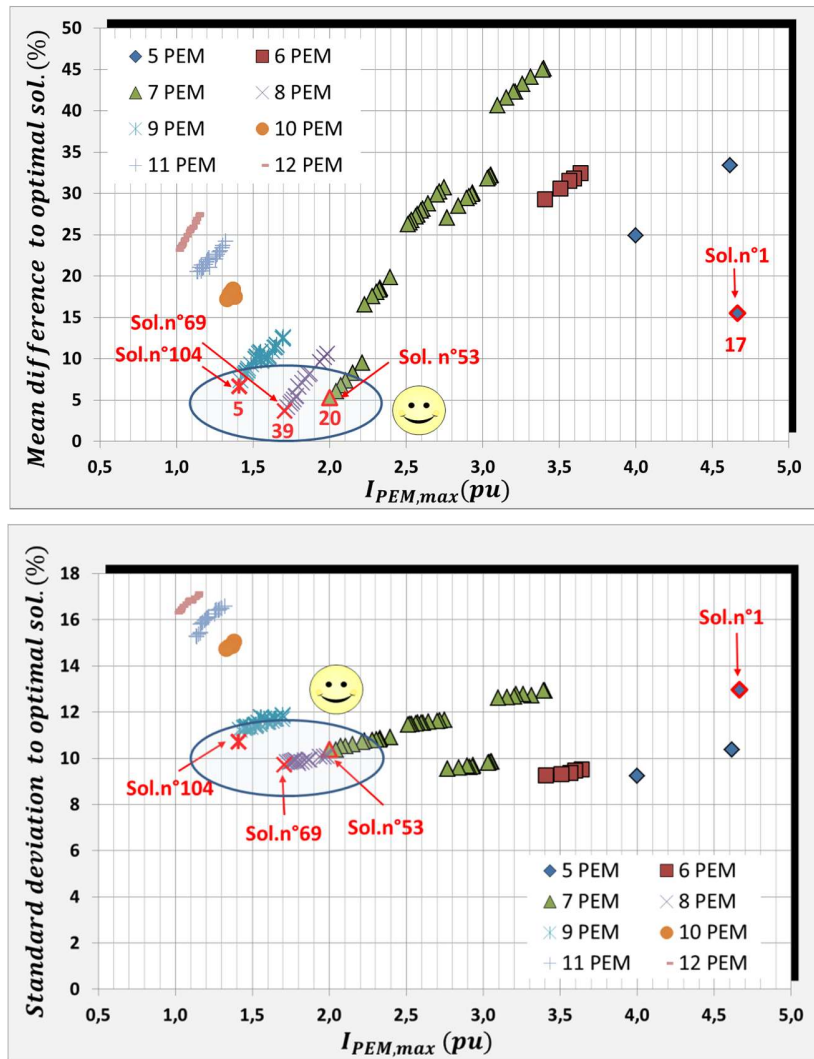 Mean difference to optimal sol.(%)
50
45
40
35
30
25
20
15
10
5
0
5 PEM
6 PEM
7 PEM
8 PEM
9 PEM
10 PEM
11 PEM
12 PEM
Sol.n°1
17
Sol.n°69
Sol.n°104
Sol. n°53
5
39
20
0,5 1,0 1,5 2,0 2,5 3,0 3,5 4,0 4,5 5,0
I_PEM,max(pu)
Standard deviation to optimal sol.(%)
18
16
14
12
10
8
6
4
2
0
Sol.n°1
Sol.n°104
Sol.n°69
Sol.n°53
5 PEM
6 PEM
7 PEM
8 PEM
9 PEM
10 PEM
11 PEM
12 PEM
0,5 1,0 1,5 2,0 2,5 3,0 3,5 4,0 4,5 5,0
I_PEM,max (pu)